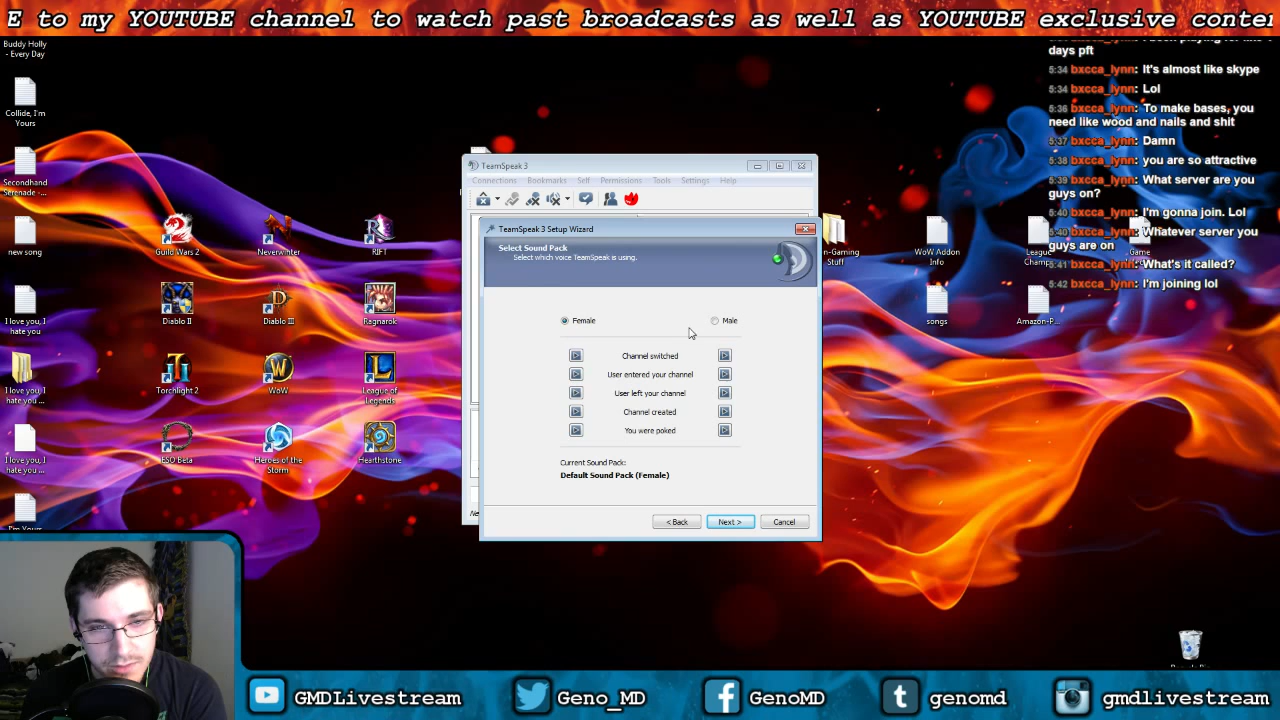 E to my YOUTUBE channel to watch past broadcasts as well as YOUTUBE exclusive conte
Buddy Holly
- Every Day
Collide, I'm
Yours
Secondhand
Serenade - ...
new song
I love you, I
hate you
I love you, I
hate you ...
I love you, I
hate you ...
I'm Yours
Guild Wars 2
Neverwinter
RIFT
Diablo II
Diablo III
Ragnarok
Torchlight 2
WoW
League of
Legends
ESO Beta
Heroes of the
Storm
Hearthstone
TeamSpeak 3
Connections Bookmarks Self Permissions Tools Settings Help
TeamSpeak 3 Setup Wizard
Select Sound Pack
Select which voice TeamSpeak is using.
Female
Male
Channel switched
User entered your channel
User left your channel
Channel created
You were poked
Current Sound Pack:
Default Sound Pack (Female)
< Back
Next >
Cancel
n-Gaming
Stuff
WoW Addon
Info
League
Champ...
Game
songs
Amazon-P...
days pft
5:34 bxcca_lynn: It's almost like skype
5:34 bxcca_lynn: Lol
5:36 bxcca_lynn: To make bases, you
need like wood and nails and shit
5:37 bxcca_lynn: Damn
5:38 bxcca_lynn: you are so attractive
5:39 bxcca_lynn: What server are you
guys on?
5:40 bxcca_lynn: I'm gonna join. Lol
5:40 bxcca_lynn: Whatever server you
guys are on
5:41 bxcca_lynn: What's it called?
5:42 bxcca_lynn: I'm joining lol
GMDLivestream
Geno_MD
GenoMD
genomd
gmdlivestream